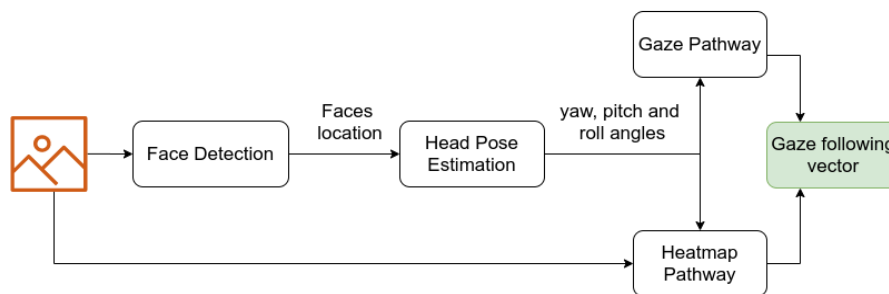 Gaze Pathway
Faces
location
yaw, pitch and
roll angles
Face Detection
Head Pose
Estimation
Gaze following
vector
Heatmap
Pathway